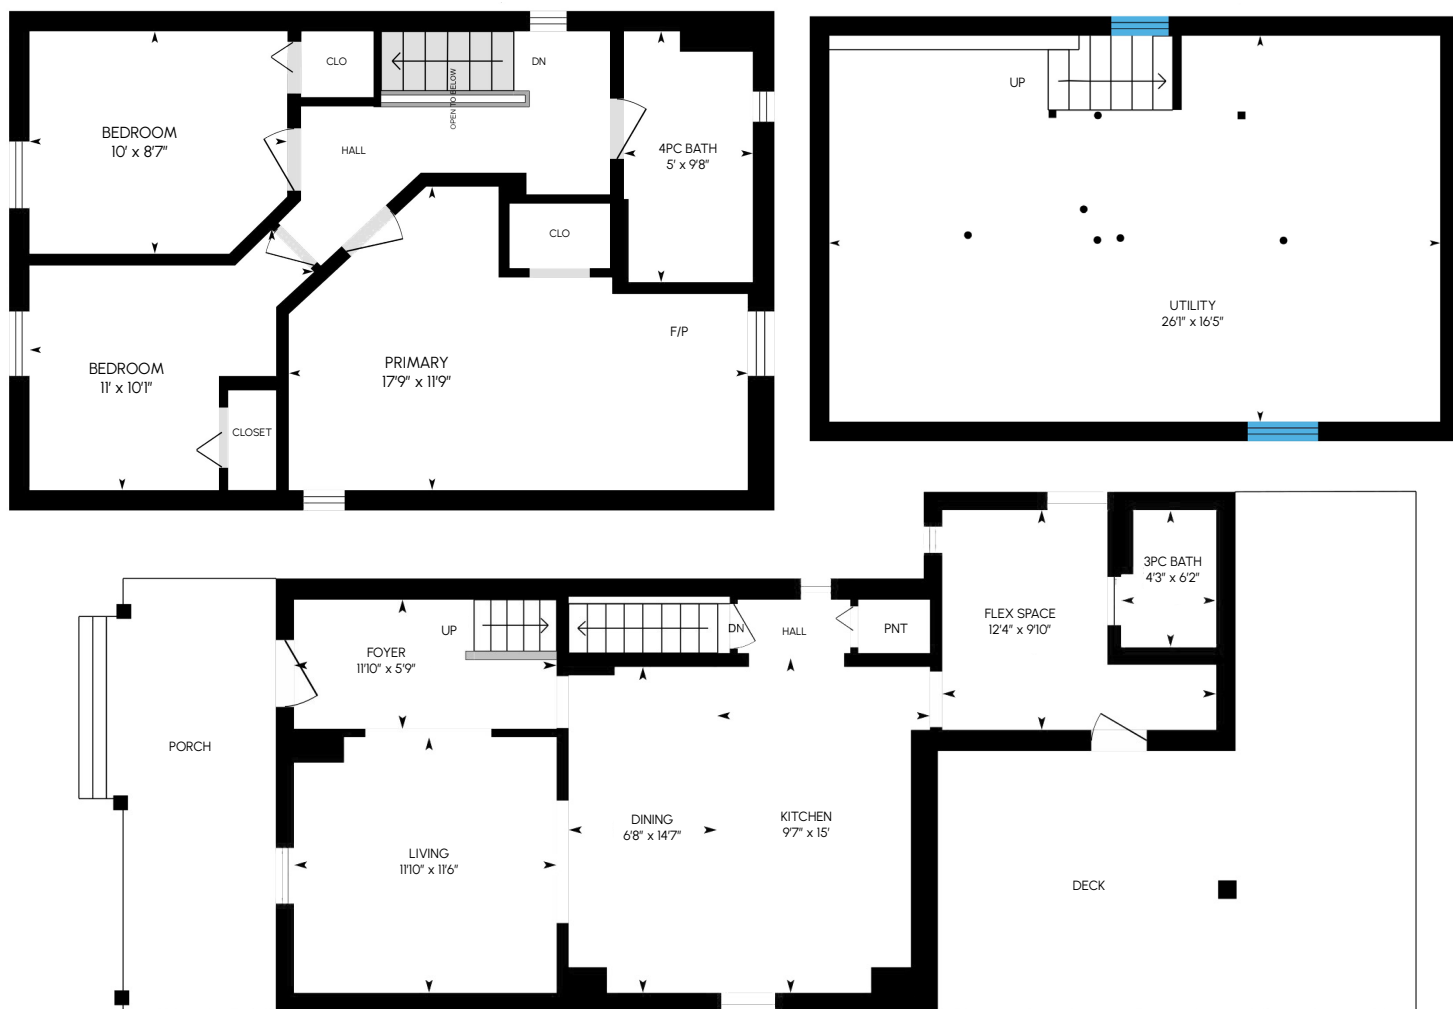 BEDROOM
10' x 8'7"
CLO
OPEN TO BELOW
DN
HALL
4PC BATH
5' x 9'8"
CLO
BEDROOM
11' x 10'1"
CLOSET
PRIMARY
17'9" x 11'9"
F/P
UP
UTILITY
26'1" x 16'5"
PORCH
FOYER
11'10" x 5'9"
UP
DN
HALL
PNT
LIVING
11'10" x 11'6"
DINING
6'8" x 14'7"
KITCHEN
9'7" x 15'
FLEX SPACE
12'4" x 9'10"
3PC BATH
4'3" x 6'2"
DECK